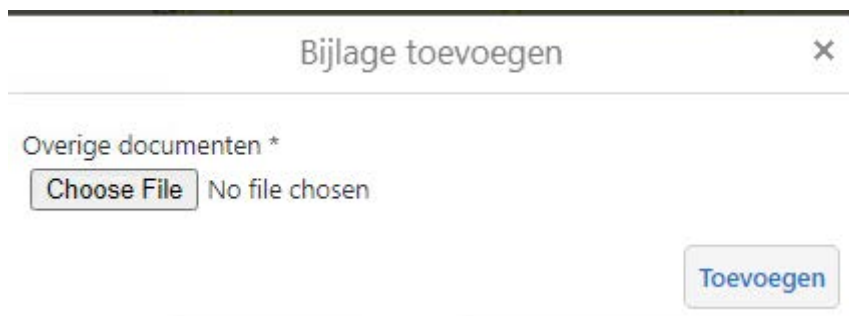 Bijlage toevoegen ×
Overige documenten *
Choose File No file chosen
Toevoegen